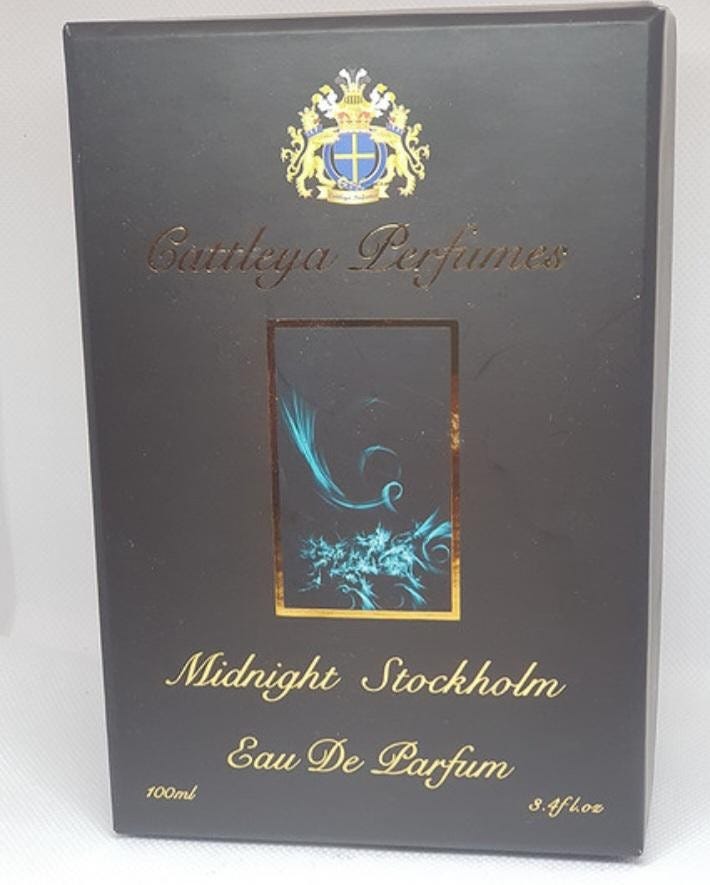 Cattleya Perfumes
Midnight Stockholm
Eau De Parfum
100ml
3.4fl.oz